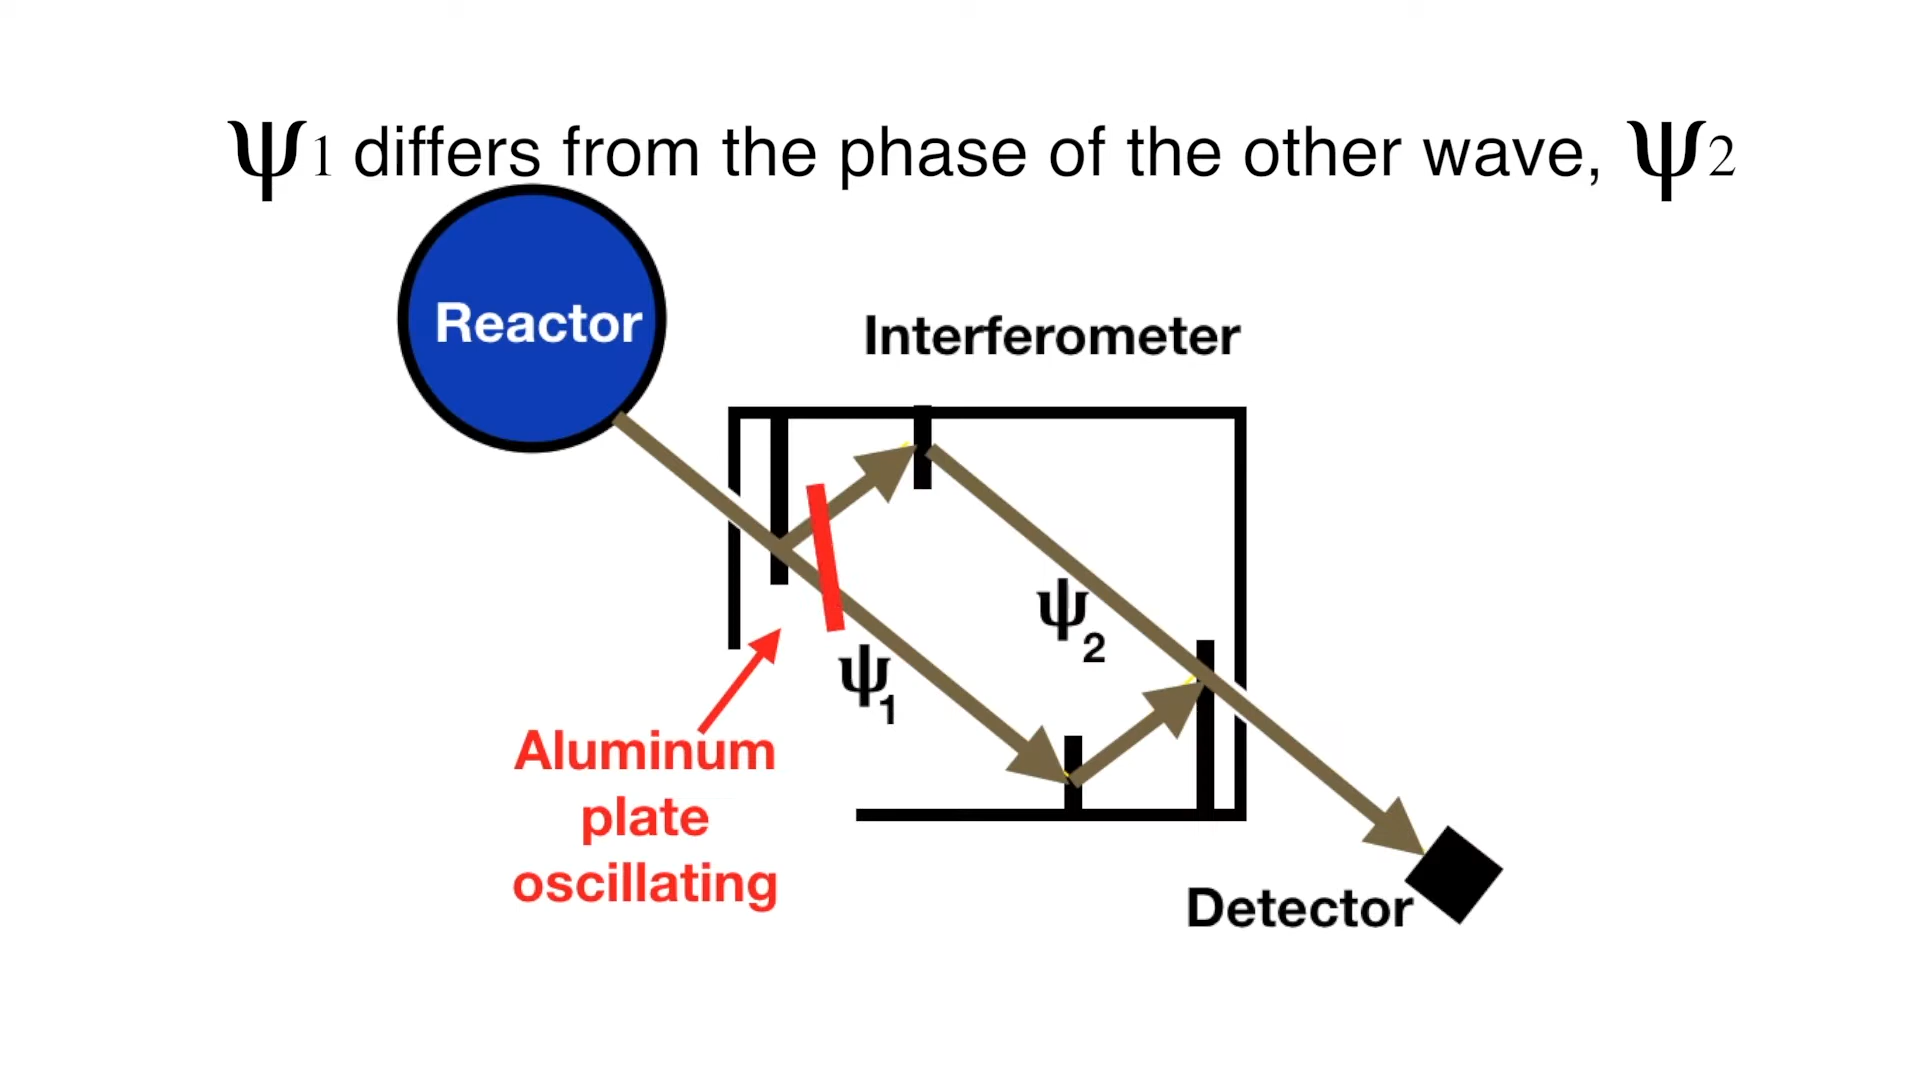 ψ1 differs from the phase of the other wave, ψ2
Reactor
Interferometer
ψ2
ψ1
Aluminum
plate
oscillating
Detector